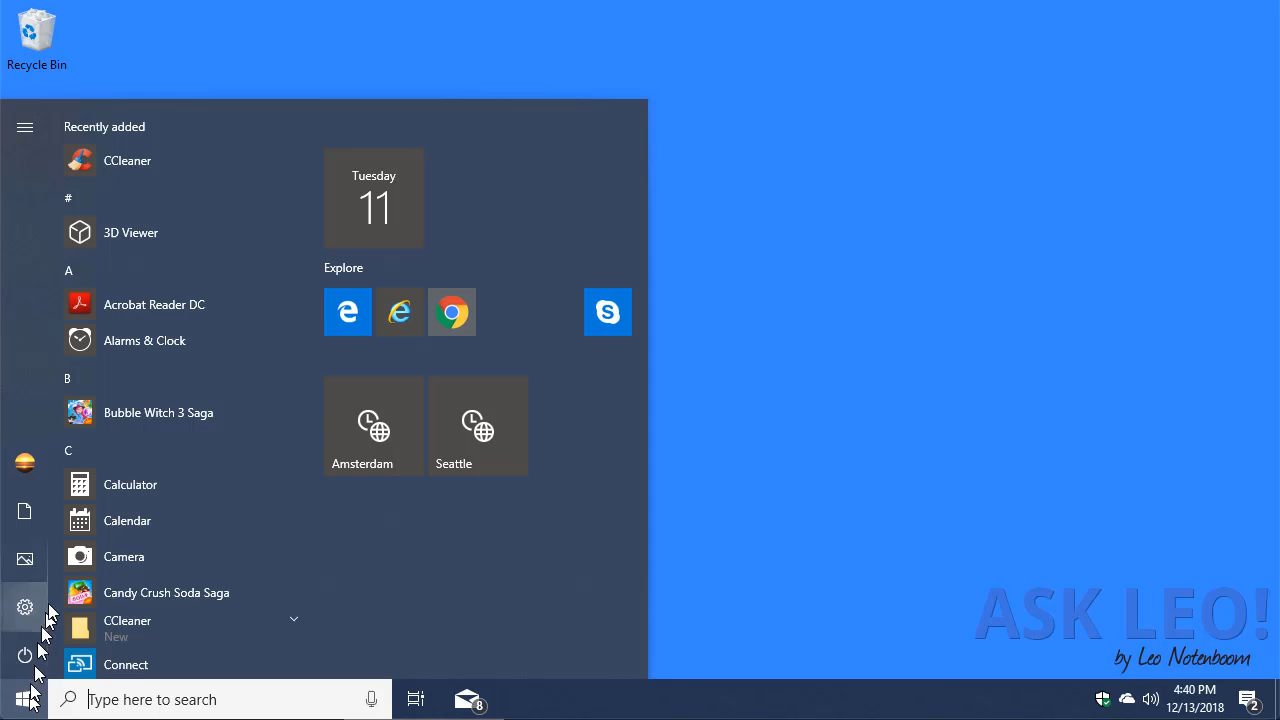 Recycle Bin
Recently added
CCleaner
#
3D Viewer
A
Acrobat Reader DC
Alarms & Clock
B
Bubble Witch 3 Saga
C
Calculator
Calendar
Camera
Candy Crush Soda Saga
CCleaner
New
Connect
Tuesday
11
Explore
Amsterdam
Seattle
ASK LEO!
by Leo Notenboom
Type here to search
8
4:40 PM
12/13/2018
2